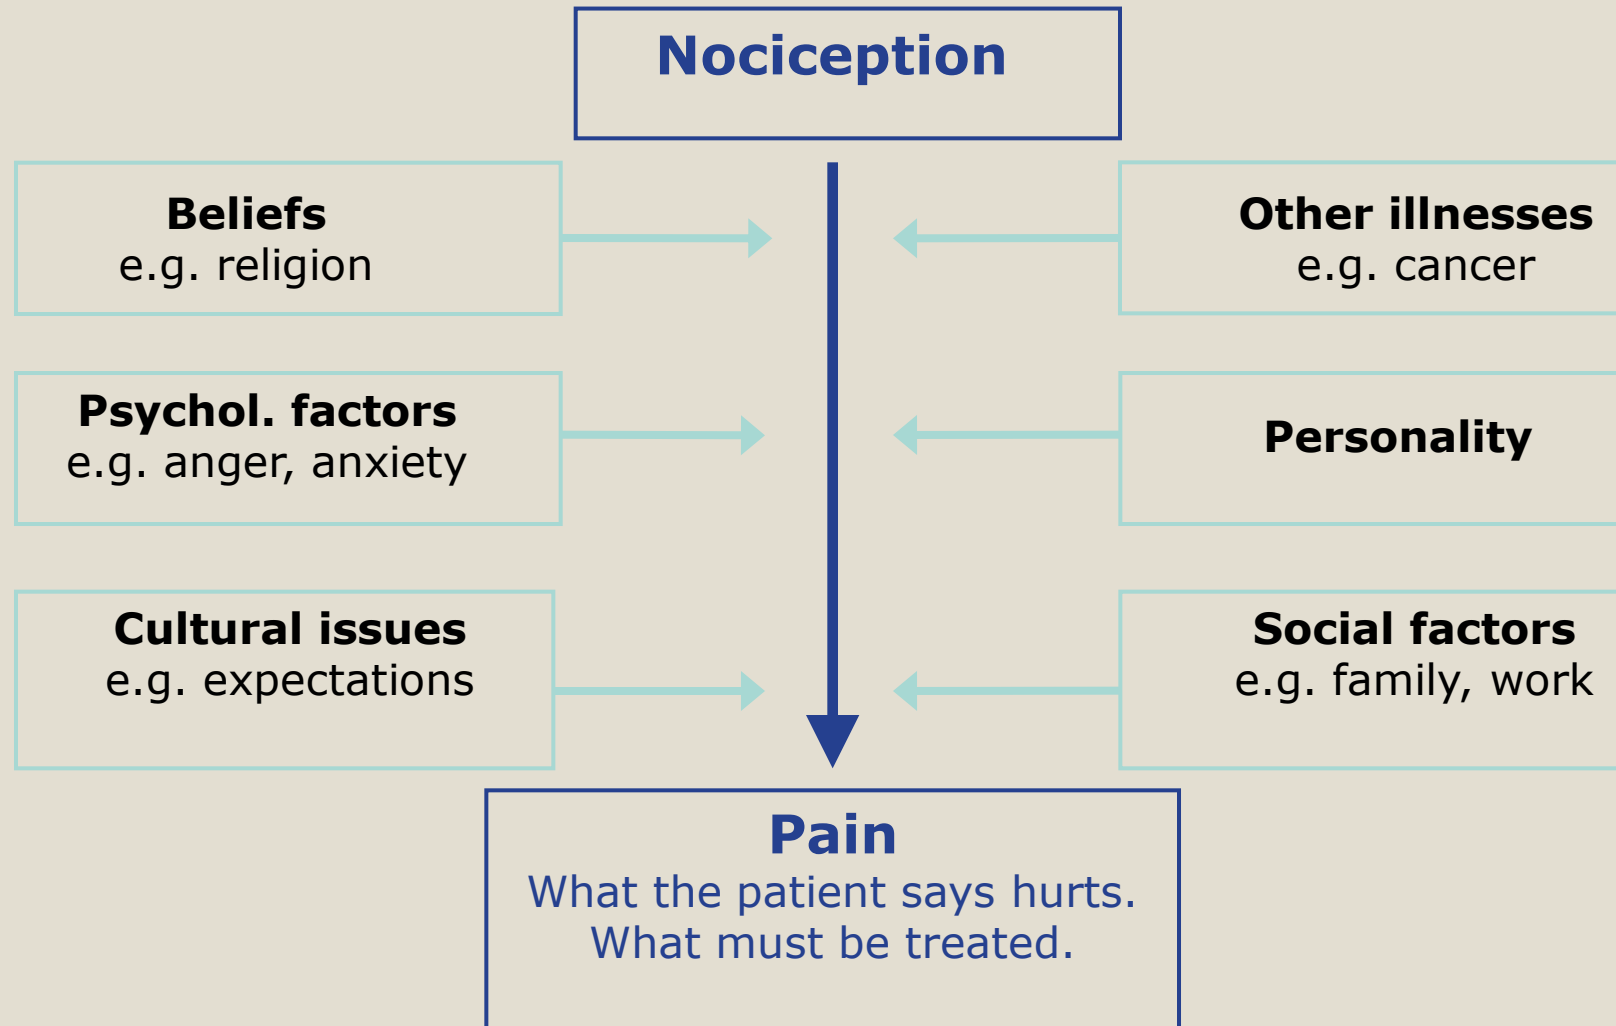 Nociception
Beliefs
e.g. religion
Other illnesses
e.g. cancer
Psychol. factors
e.g. anger, anxiety
Personality
Cultural issues
e.g. expectations
Social factors
e.g. family, work
Pain
What the patient says hurts.
What must be treated.